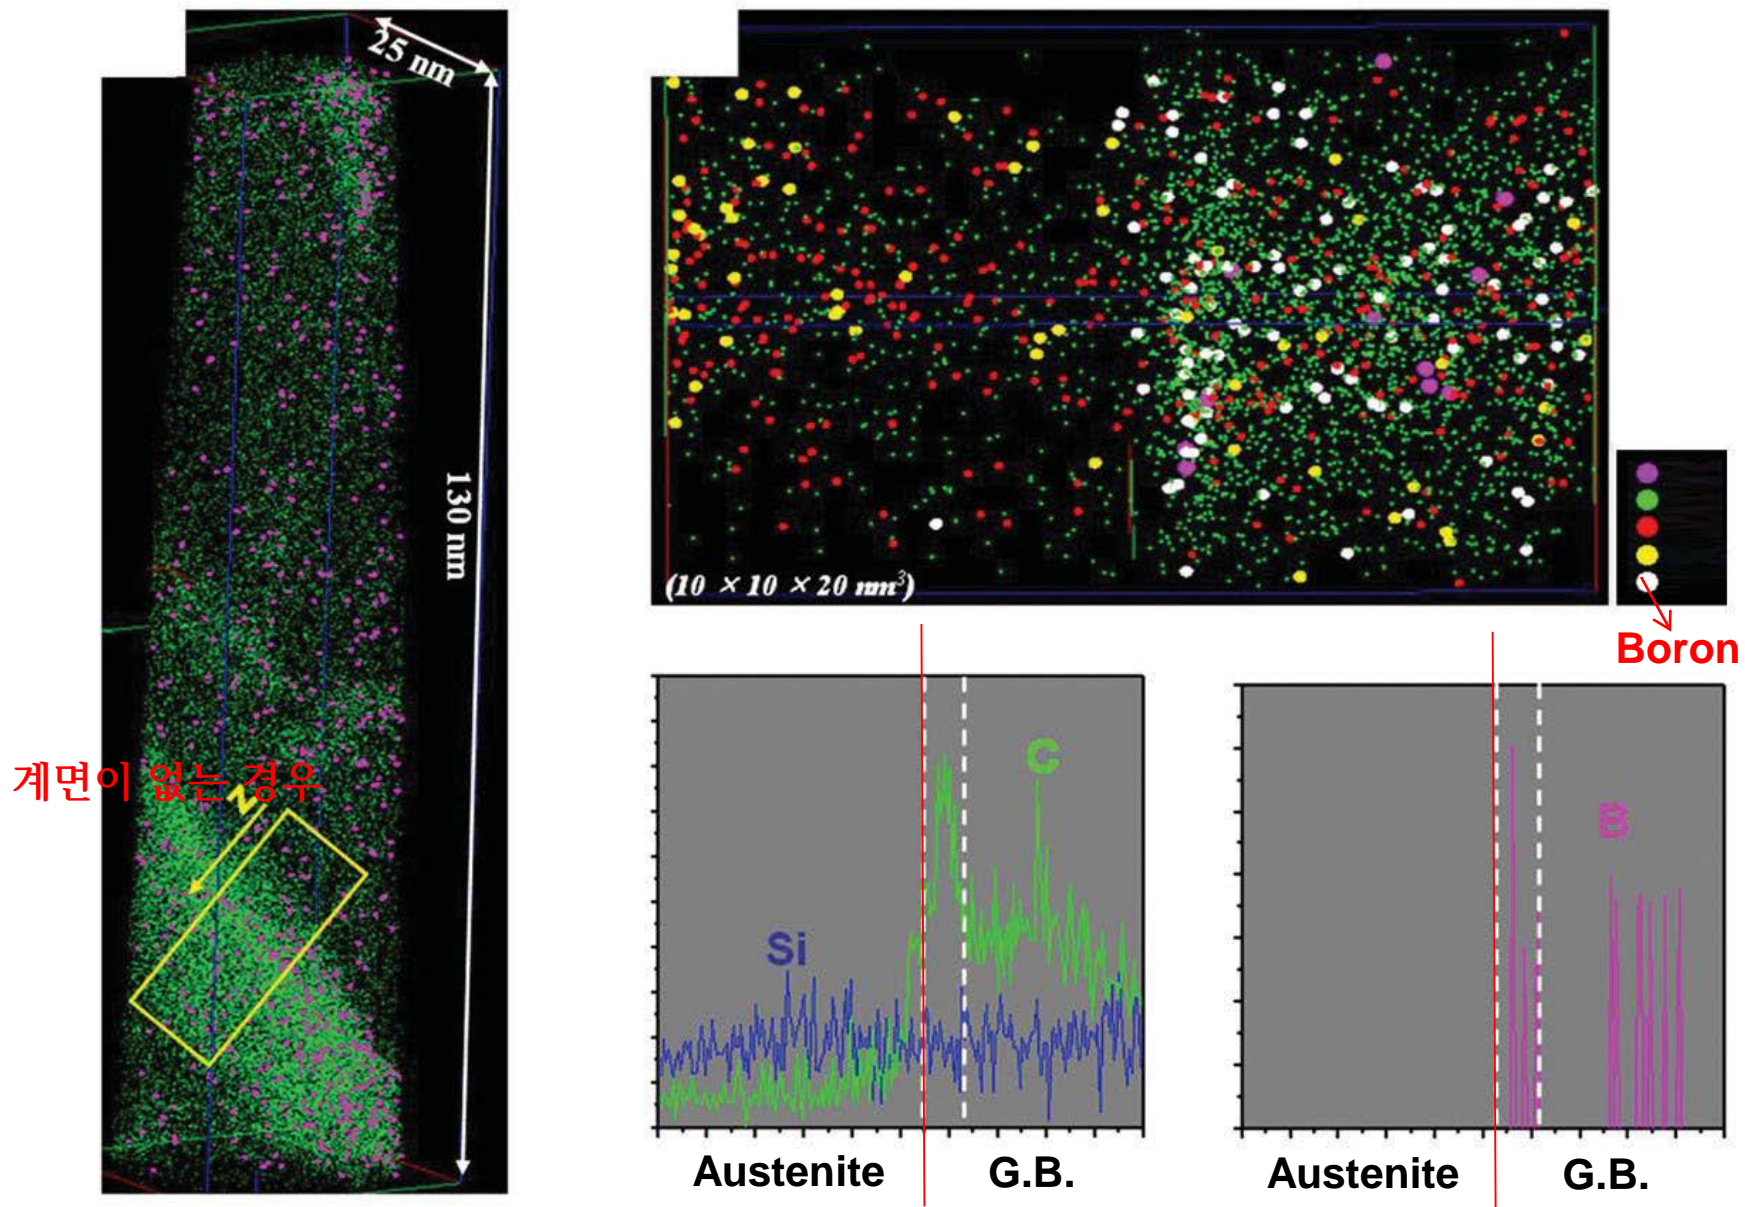 25 nm
130 nm
계면이 없는 경우
N
(10 × 10 × 20 nm³)
Boron
Si
C
B
Austenite
G.B.
Austenite
G.B.